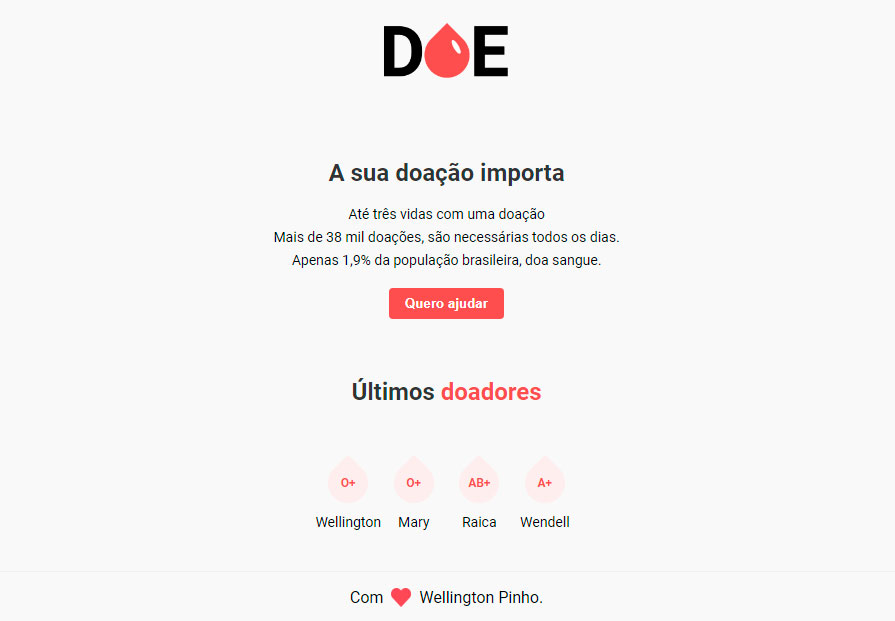 DOE
A sua doação importa
Até três vidas com uma doação
Mais de 38 mil doações, são necessárias todos os dias.
Apenas 1,9% da população brasileira, doa sangue.
Quero ajudar
Últimos doadores
O+ O+ AB+ A+
Wellington Mary Raica Wendell
Com Wellington Pinho.